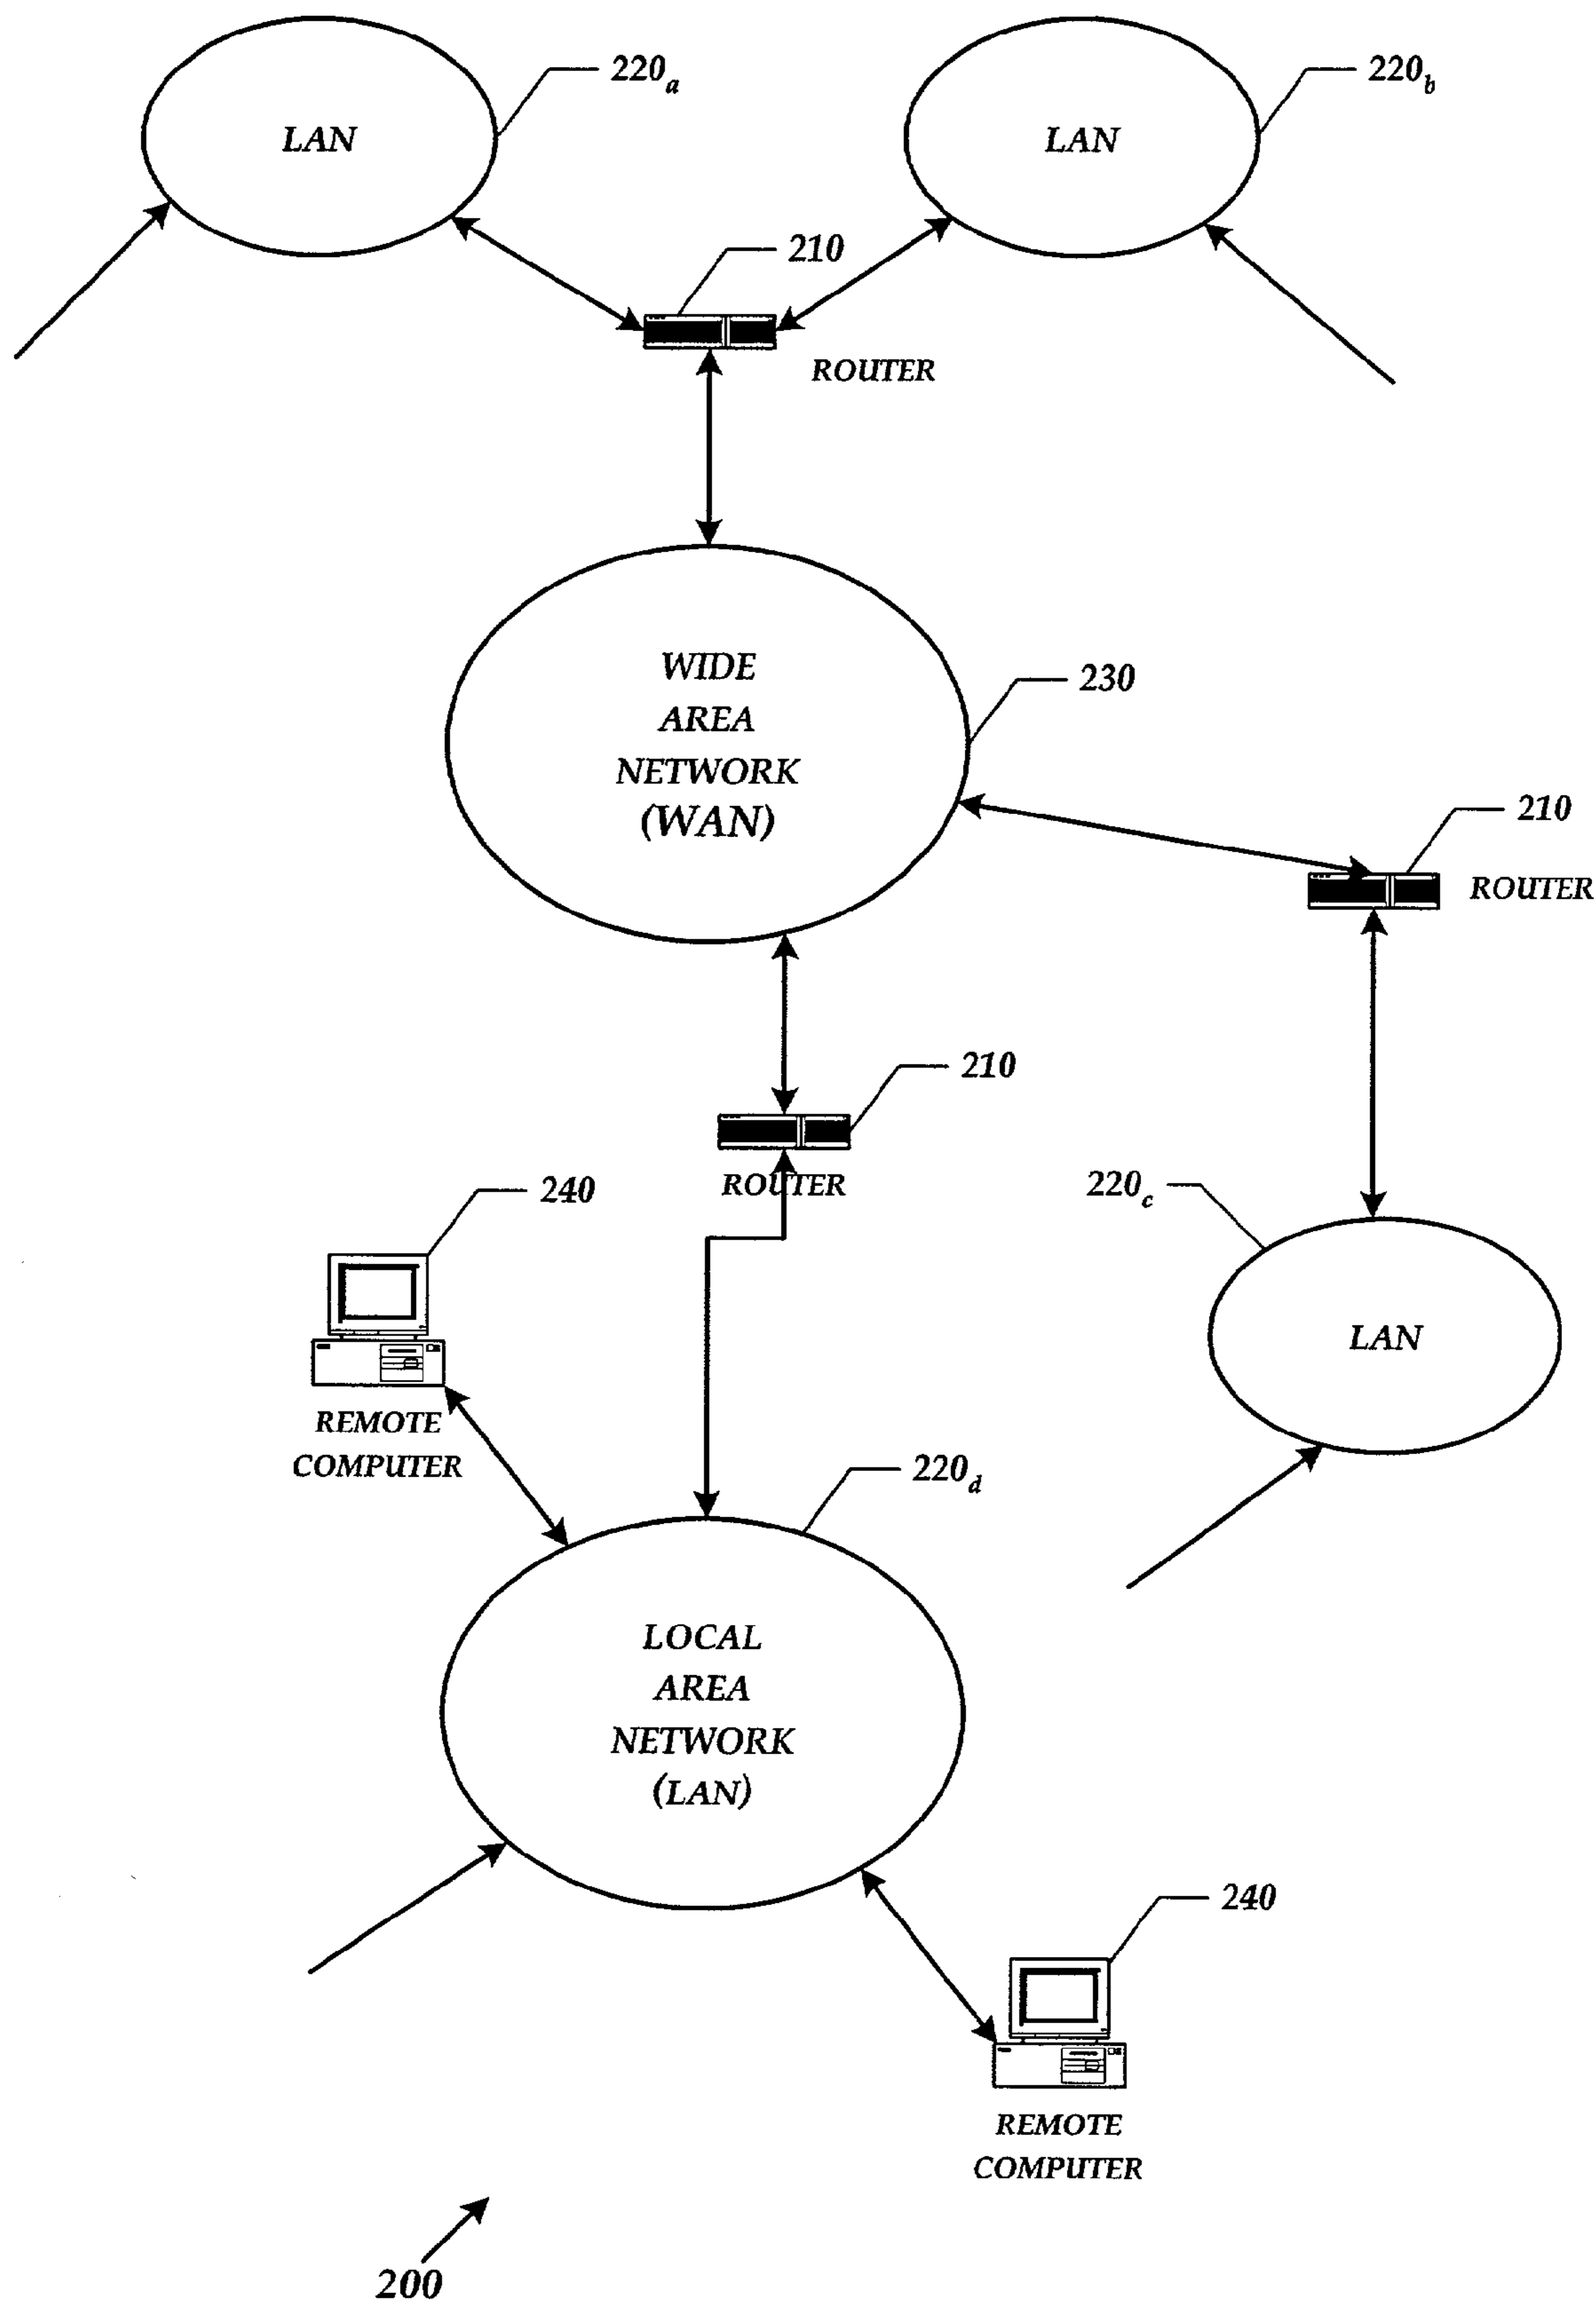 220a
220b
LAN
LAN
210
ROUTER
WIDE
AREA
NETWORK
(WAN)
230
210
ROUTER
210
ROUTER
240
220c
REMOTE
COMPUTER
LAN
220d
LOCAL
AREA
NETWORK
(LAN)
240
REMOTE
COMPUTER
200